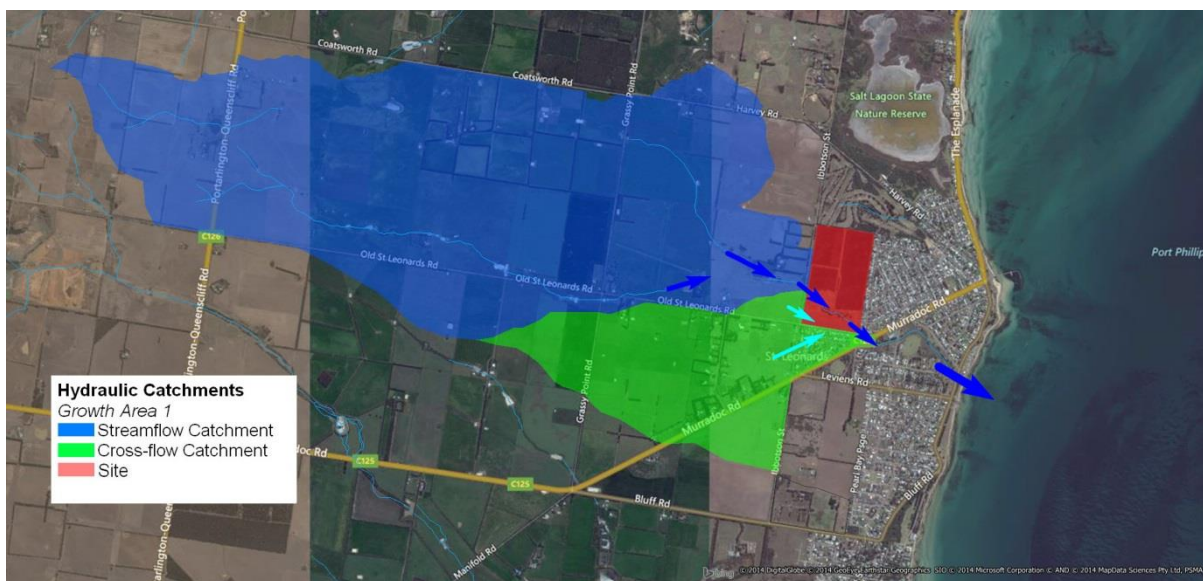 Coatsworth Rd
Coatsworth Rd
Portarlington-Queenscliff Rd
Grassy Point Rd
Harvey Rd
Ibbotson St
Salt Lagoon State
Nature Reserve
The Esplanade
Harvey Rd
C126
Old St Leonards Rd
Old St Leonards Rd
Old St Leonards Rd
Port Phillip
Murradoc Rd
St Leonards
Leviens Rd
Grassy Point Rd
Murradoc Rd
Ibbotson St
Bluff Rd
C125
C125
Bluff Rd
Manifold Rd
Hydraulic Catchments
Growth Area 1
Streamflow Catchment
Cross-flow Catchment
Site